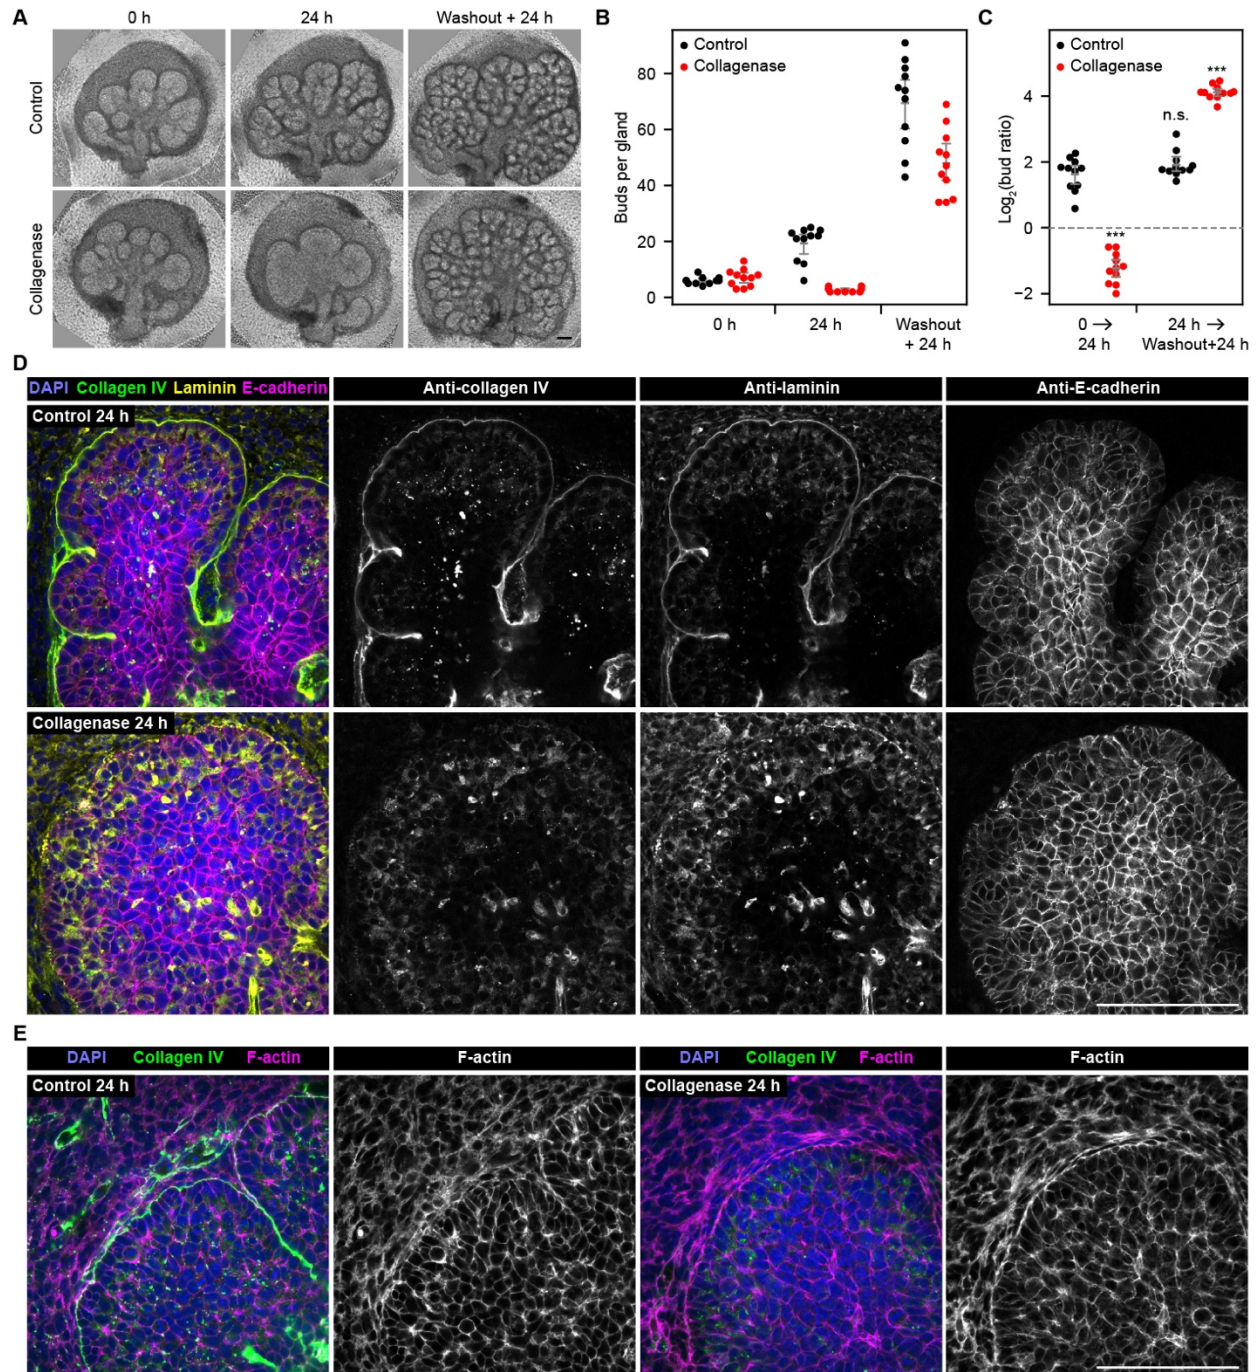 A
0 h
24 h
Washout + 24 h
Control
Collagenase
B
Control
Collagenase
Buds per gland
80
60
40
20
0
0 h
24 h
Washout
+ 24 h
C
Control
Collagenase
Log2(bud ratio)
4
2
0
−2
***
n.s.
***
0 →
24 h
24 h →
Washout+24 h
D
DAPI Collagen IV Laminin E-cadherin
Anti-collagen IV
Anti-laminin
Anti-E-cadherin
Control 24 h
Collagenase 24 h
E
DAPI Collagen IV F-actin
F-actin
DAPI Collagen IV F-actin
F-actin
Control 24 h
Collagenase 24 h